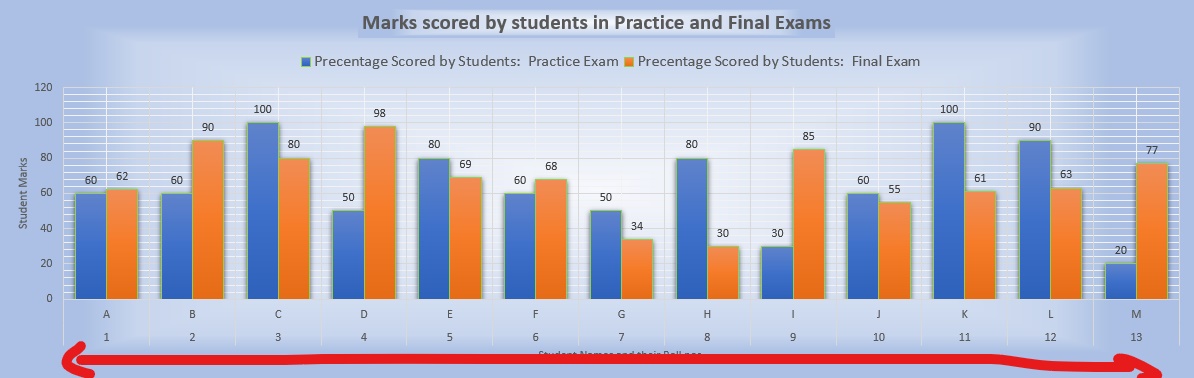 Marks scored by students in Practice and Final Exams
Precentage Scored by Students:  Practice Exam Precentage Scored by Students:  Final Exam
120
100
80
60
40
20
0
Student Marks
60 62 60 90 100 80 50 98 80 69 60 68 50 34 80 30 30 85 60 55 100 61 90 63 20 77
A B C D E F G H I J K L M
1 2 3 4 5 6 7 8 9 10 11 12 13